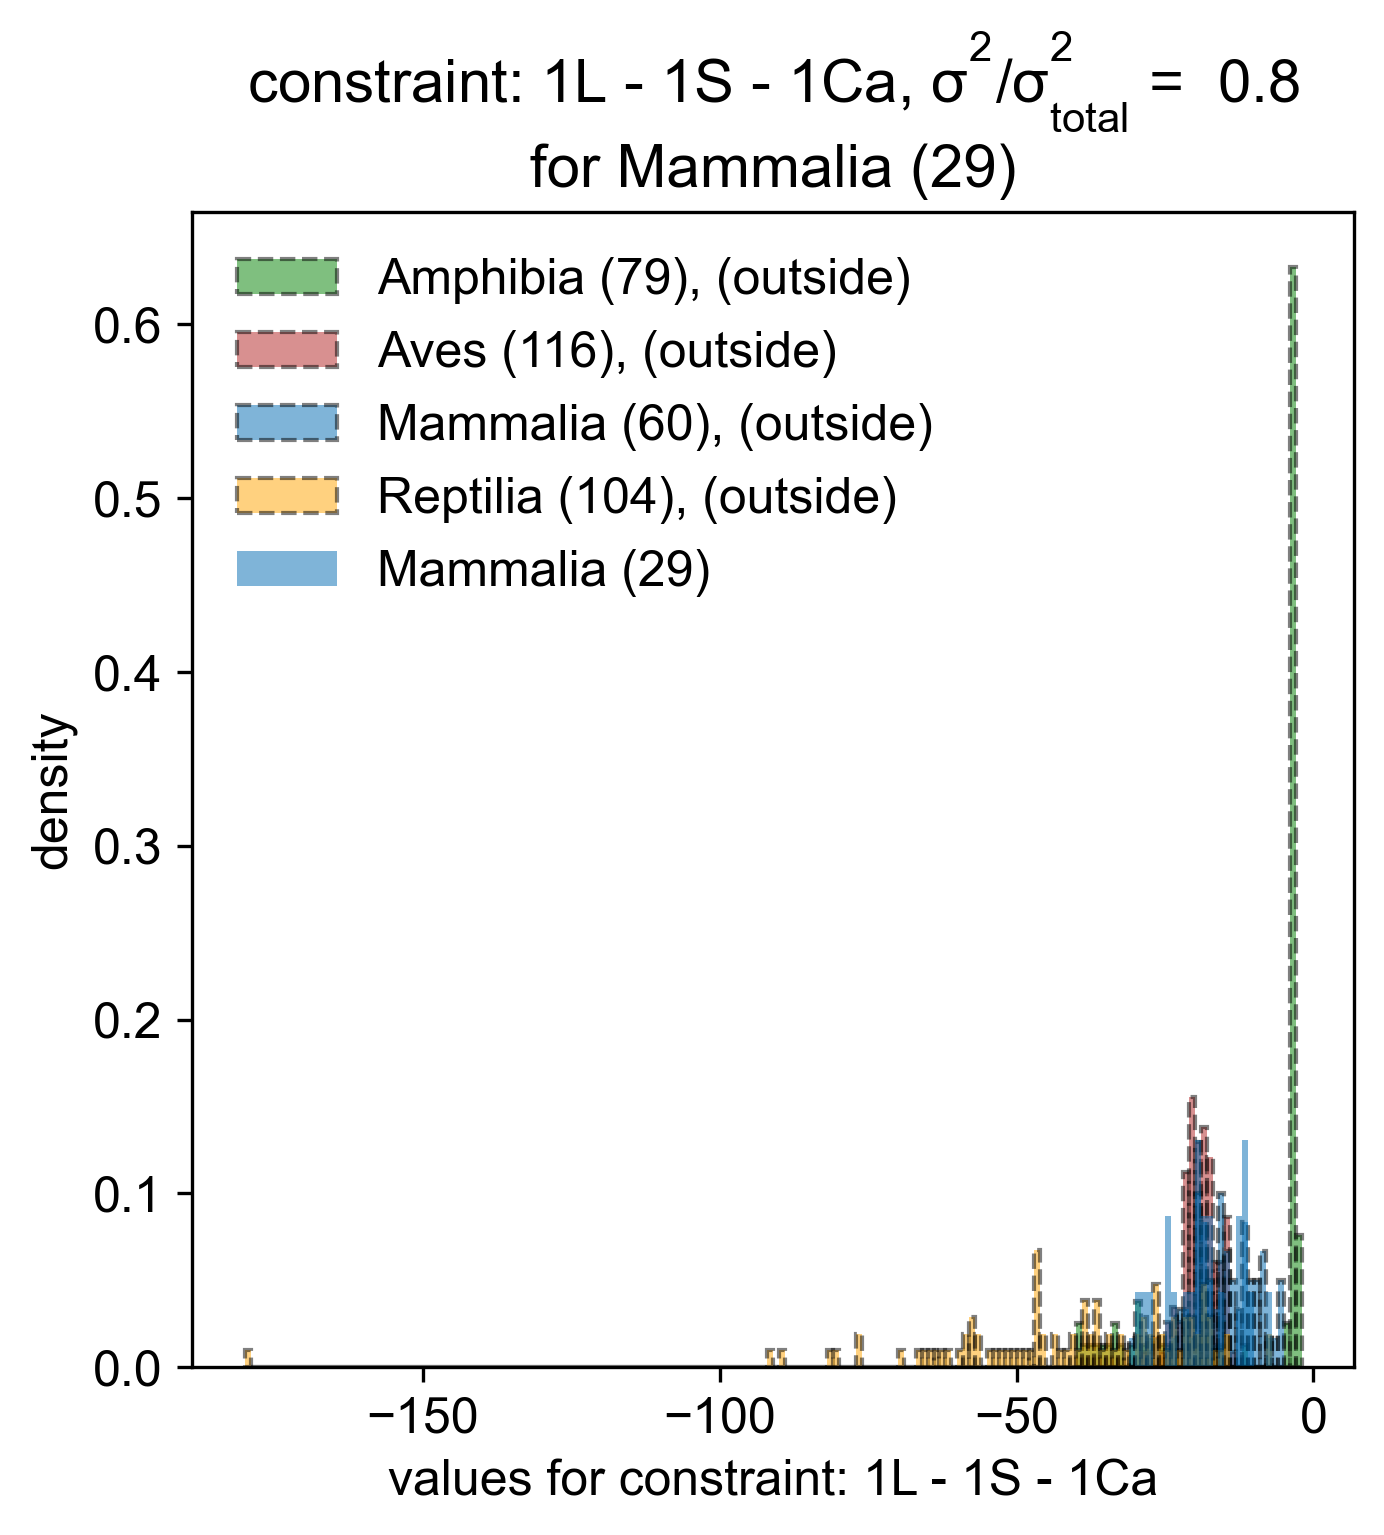 constraint: 1L - 1S - 1Ca, σ²/σ²total = 0.8
for Mammalia (29)
Amphibia (79), (outside)
Aves (116), (outside)
Mammalia (60), (outside)
Reptilia (104), (outside)
Mammalia (29)
0.6
0.5
0.4
0.3
0.2
0.1
0.0
density
−150
−100
−50
0
values for constraint: 1L - 1S - 1Ca